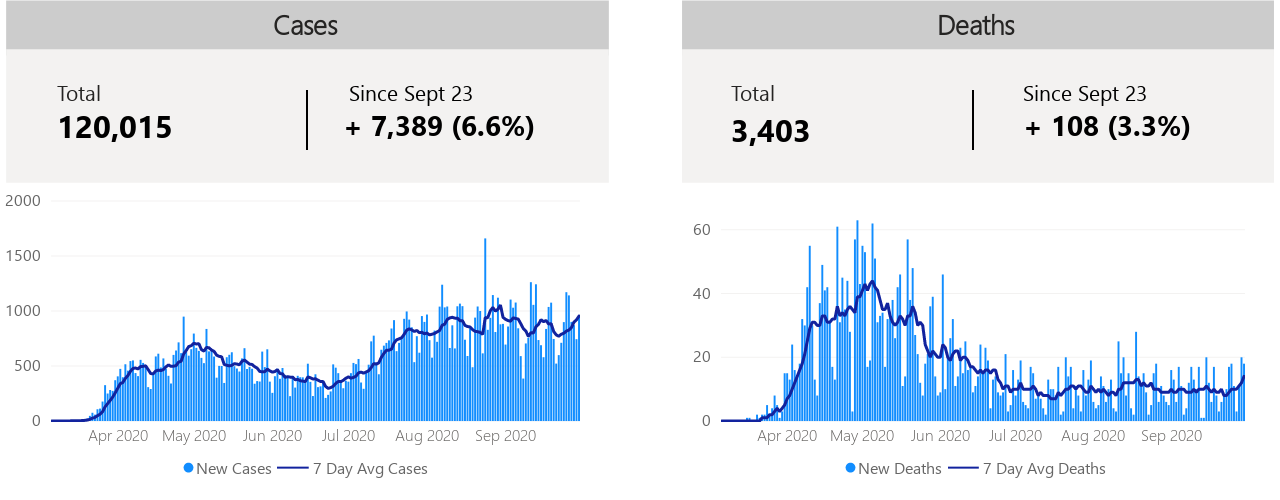 Cases
Total
120,015
Since Sept 23
+ 7,389 (6.6%)
2000
1500
1000
500
0
Apr 2020 May 2020 Jun 2020 Jul 2020 Aug 2020 Sep 2020
New Cases 7 Day Avg Cases
Deaths
Total
3,403
Since Sept 23
+ 108 (3.3%)
60
40
20
0
Apr 2020 May 2020 Jun 2020 Jul 2020 Aug 2020 Sep 2020
New Deaths 7 Day Avg Deaths